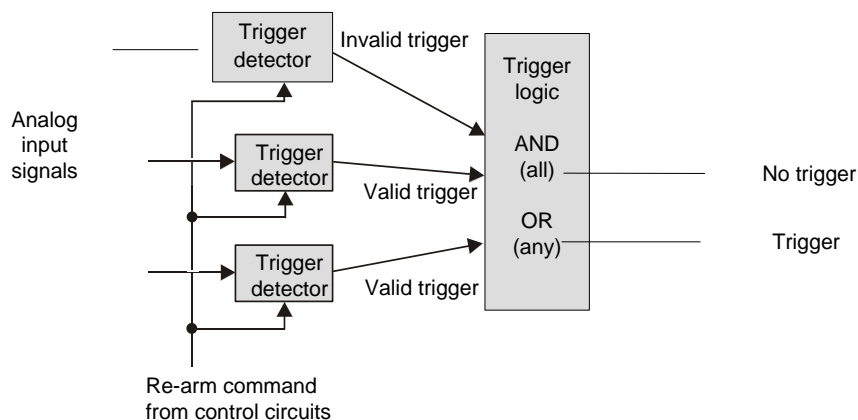 Trigger
detector
Invalid trigger
Trigger
logic
Analog
input
signals
Trigger
detector
Valid trigger
AND
(all)
No trigger
OR
(any)
Trigger
Trigger
detector
Valid trigger
Re-arm command
from control circuits